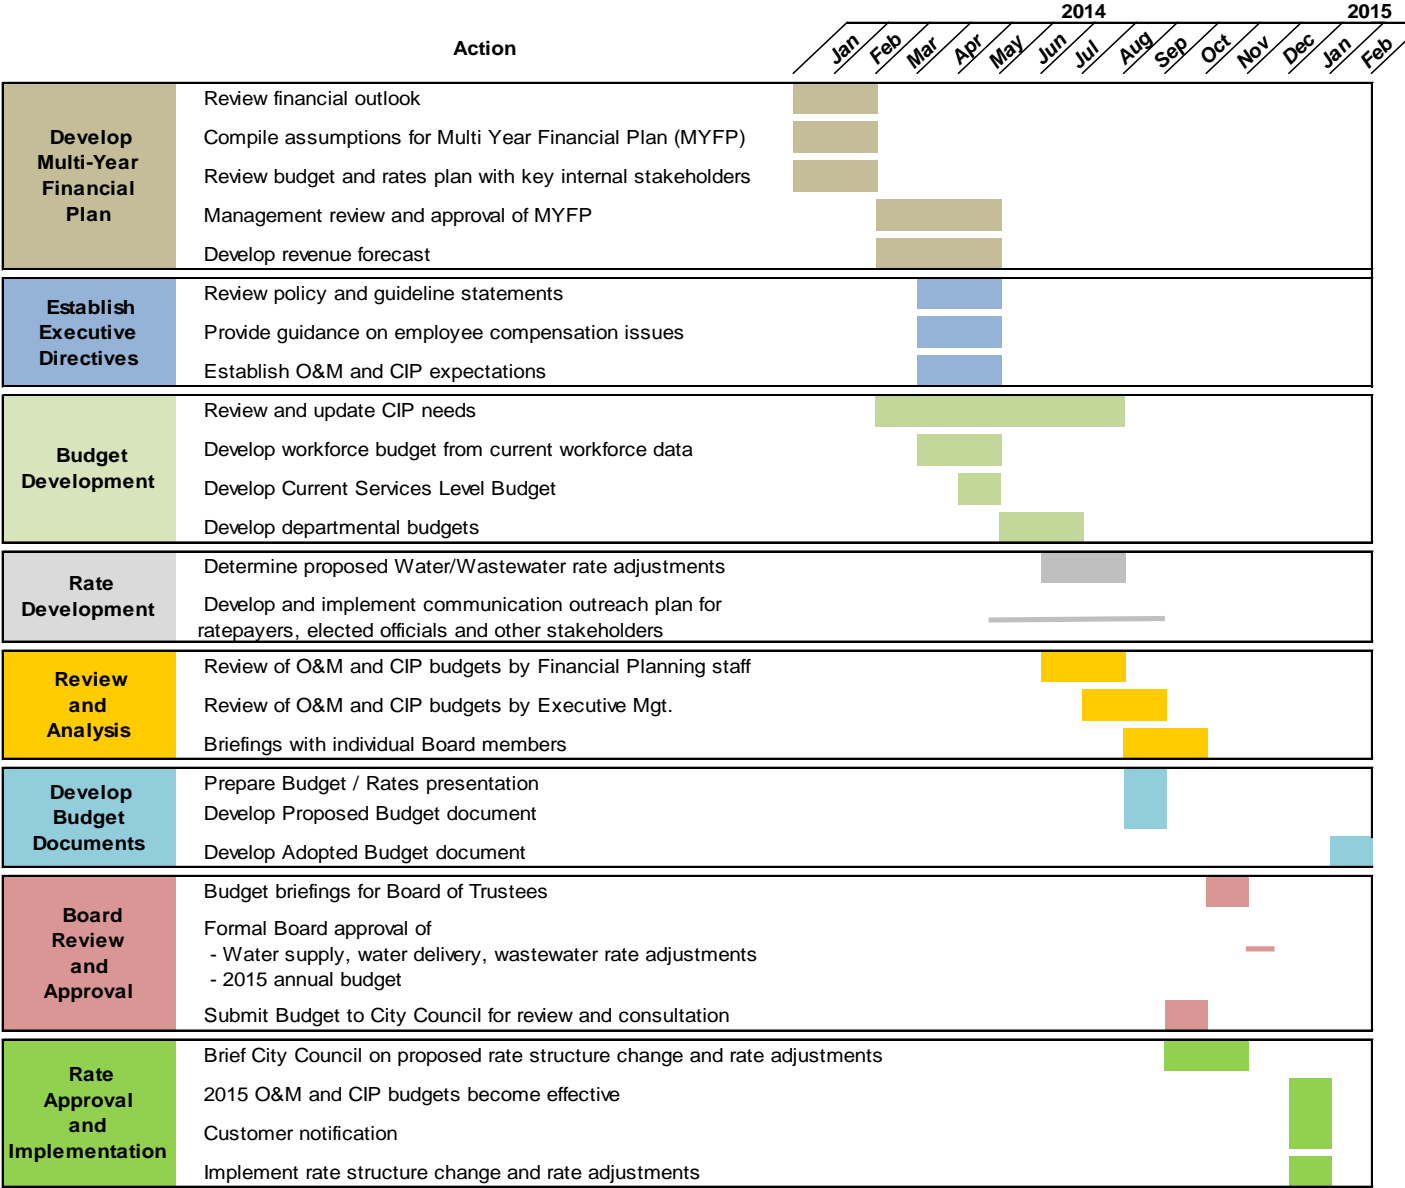 2014 2015
Action
Jan Feb Mar Apr May Jun Jul Aug Sep Oct Nov Dec Jan Feb
Develop
Multi-Year
Financial
Plan
Review financial outlook
Compile assumptions for Multi Year Financial Plan (MYFP)
Review budget and rates plan with key internal stakeholders
Management review and approval of MYFP
Develop revenue forecast
Establish
Executive
Directives
Review policy and guideline statements
Provide guidance on employee compensation issues
Establish O&M and CIP expectations
Budget
Development
Review and update CIP needs
Develop workforce budget from current workforce data
Develop Current Services Level Budget
Develop departmental budgets
Rate
Development
Determine proposed Water/Wastewater rate adjustments
Develop and implement communication outreach plan for
ratepayers, elected officials and other stakeholders
Review
and
Analysis
Review of O&M and CIP budgets by Financial Planning staff
Review of O&M and CIP budgets by Executive Mgt.
Briefings with individual Board members
Develop
Budget
Documents
Prepare Budget / Rates presentation
Develop Proposed Budget document
Develop Adopted Budget document
Board
Review
and
Approval
Budget briefings for Board of Trustees
Formal Board approval of
- Water supply, water delivery, wastewater rate adjustments
- 2015 annual budget
Submit Budget to City Council for review and consultation
Rate
Approval
and
Implementation
Brief City Council on proposed rate structure change and rate adjustments
2015 O&M and CIP budgets become effective
Customer notification
Implement rate structure change and rate adjustments